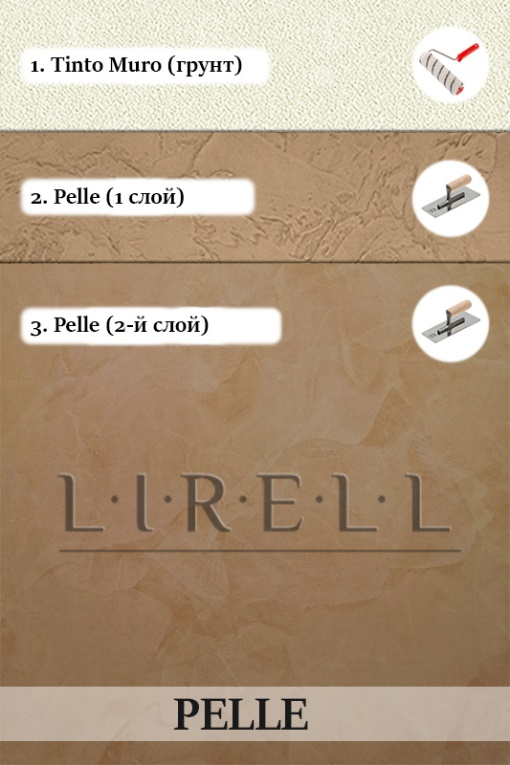 1. Tinto Muro (грунт)
2. Pelle (1 слой)
3. Pelle (2-й слой)
L·I·R·E·L·L
PELLE